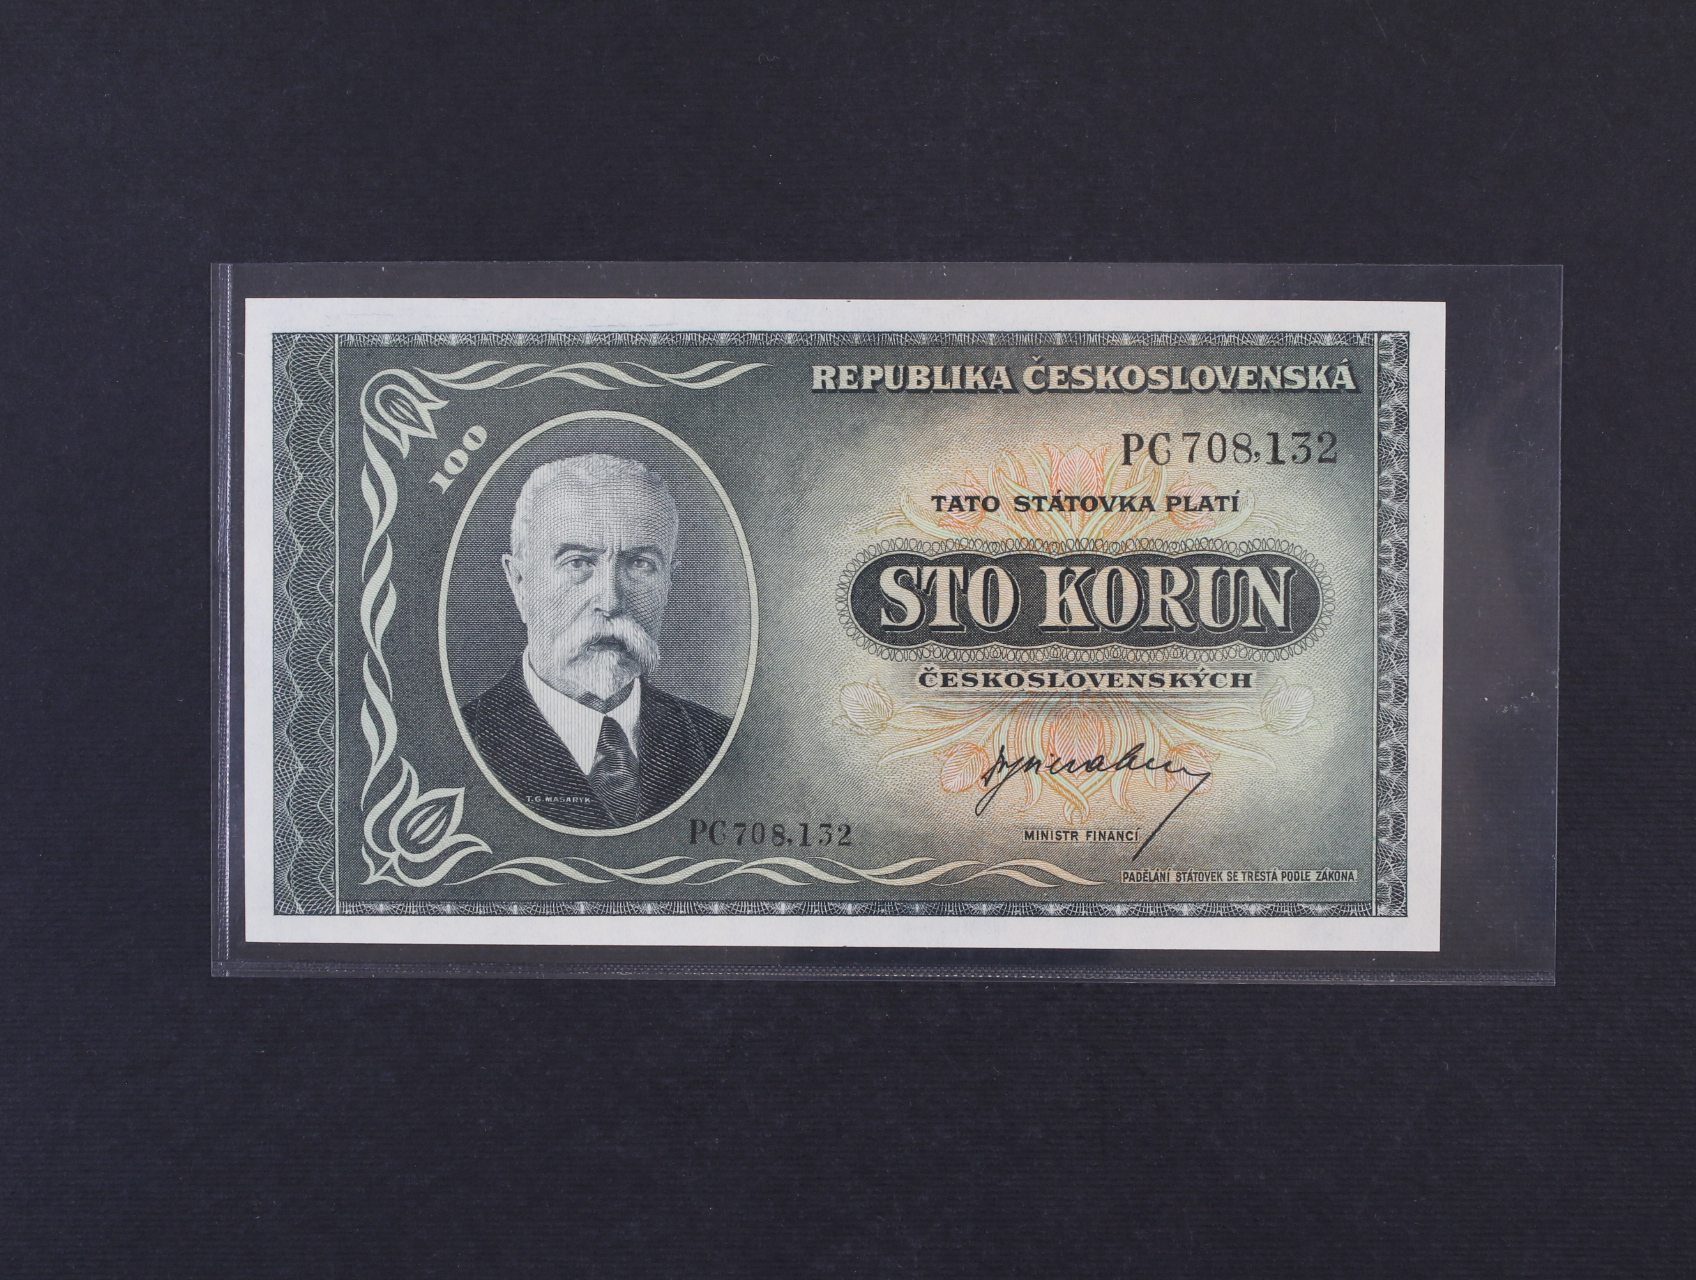 REPUBLIKA ČESKOSLOVENSKÁ
100
PC 708,132
TATO STÁTOVKA PLATÍ
STO KORUN
ČESKOSLOVENSKÝCH
T. G. MASARYK
PC 708,132
MINISTR FINANCÍ
PADĚLÁNÍ STÁTOVEK SE TRESTÁ PODLE ZÁKONA